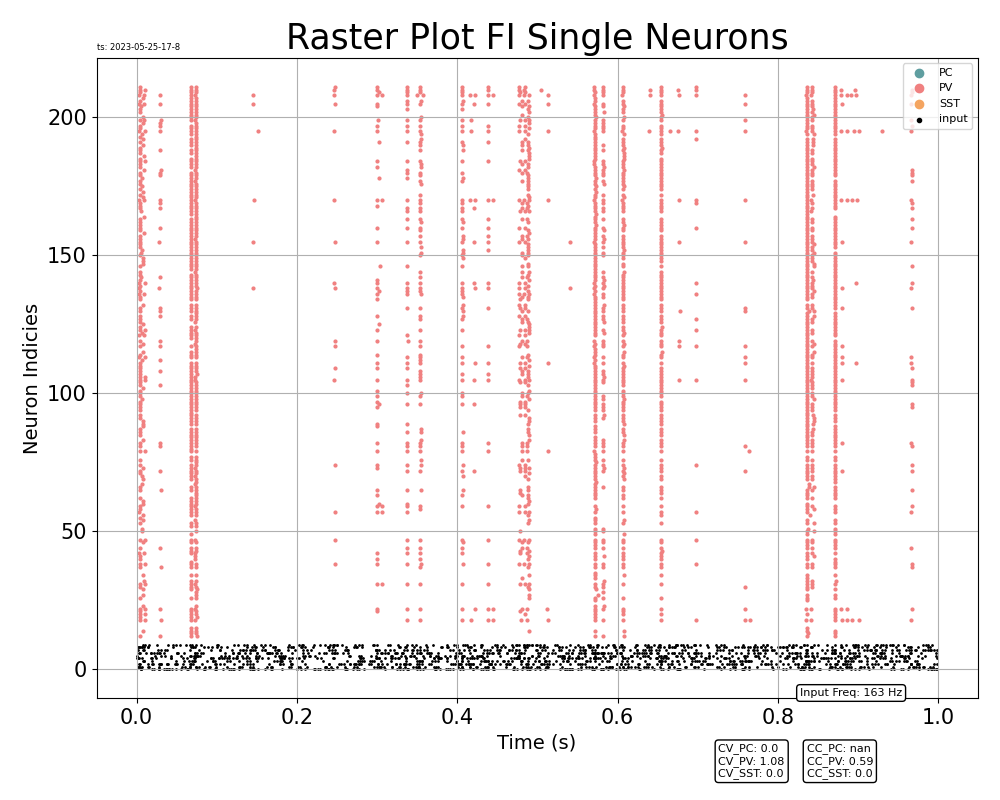 Raster Plot FI Single Neurons
ts: 2023-05-25-17-8
PC
PV
SST
input
200
150
100
50
0
Neuron Indicies
0.0 0.2 0.4 0.6 0.8 1.0
Time (s)
Input Freq: 163 Hz
CV_PC: 0.0
CV_PV: 1.08
CV_SST: 0.0
CC_PC: nan
CC_PV: 0.59
CC_SST: 0.0